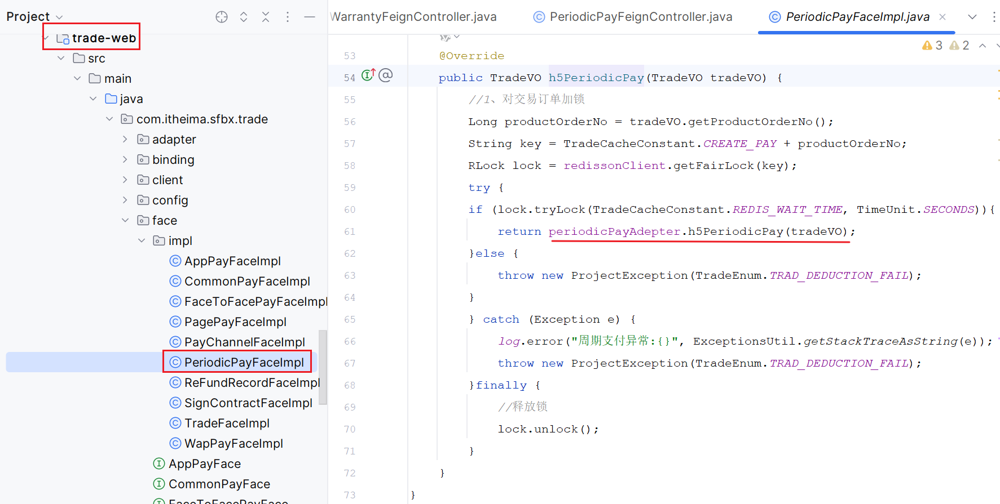 Project
trade-web
src
main
java
com.itheima.sfbx.trade
adapter
binding
client
config
face
impl
AppPayFaceImpl
CommonPayFaceImpl
FaceToFacePayFaceImpl
PagePayFaceImpl
PayChannelFaceImpl
PeriodicPayFaceImpl
ReFundRecordFaceImpl
SignContractFaceImpl
TradeFaceImpl
WapPayFaceImpl
AppPayFace
CommonPayFace
FaceToFacePayFace
WarrantyFeignController.java
PeriodicPayFeignController.java
PeriodicPayFaceImpl.java
3 2
53 @Override
54 public TradeVO h5PeriodicPay(TradeVO tradeVO) {
55 //1、对交易订单加锁
56 Long productOrderNo = tradeVO.getProductOrderNo();
57 String key = TradeCacheConstant.CREATE_PAY + productOrderNo;
58 RLock lock = redissonClient.getFairLock(key);
59 try {
60 if (lock.tryLock(TradeCacheConstant.REDIS_WAIT_TIME, TimeUnit.SECONDS)){
61 return periodicPayAdepter.h5PeriodicPay(tradeVO);
62 }else {
63 throw new ProjectException(TradeEnum.TRAD_DEDUCTION_FAIL);
64 }
65 } catch (Exception e) {
66 log.error("周期支付异常:{}", ExceptionsUtil.getStackTraceAsString(e));
67 throw new ProjectException(TradeEnum.TRAD_DEDUCTION_FAIL);
68 }finally {
69 //释放锁
70 lock.unlock();
71 }
72 }
73 }